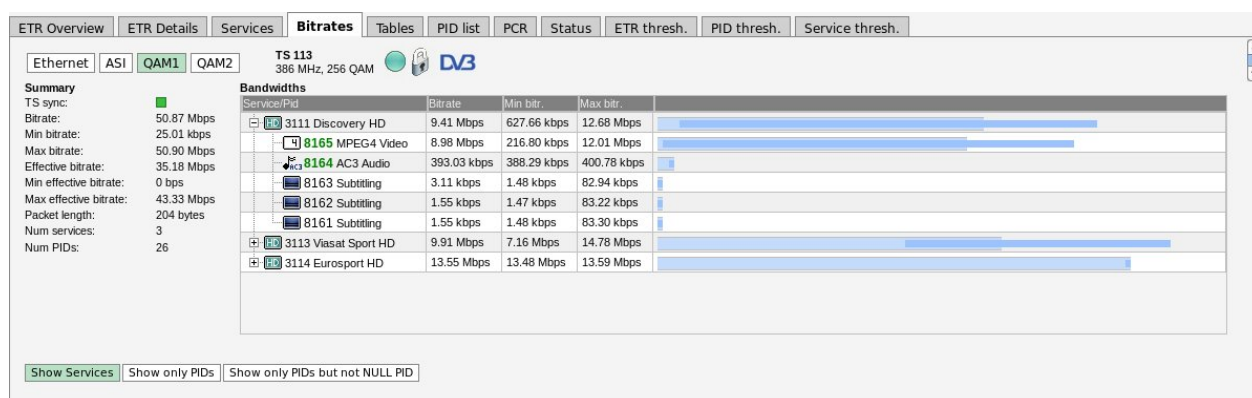 ETR Overview ETR Details Services Bitrates Tables PID list PCR Status ETR thresh. PID thresh. Service thresh.
Ethernet ASI QAM1 QAM2 TS 113
386 MHz, 256 QAM DVB
Summary Bandwidths
TS sync: Service/Pid Bitrate Min bitr. Max bitr.
Bitrate: 50.87 Mbps HD 3111 Discovery HD 9.41 Mbps 627.66 kbps 12.68 Mbps
Min bitrate: 25.01 kbps 4 8165 MPEG4 Video 8.98 Mbps 216.80 kbps 12.01 Mbps
Max bitrate: 50.90 Mbps
Effective bitrate: 35.18 Mbps AC3 8164 AC3 Audio 393.03 kbps 388.29 kbps 400.78 kbps
Min effective bitrate: 0 bps 8163 Subtitling 3.11 kbps 1.48 kbps 82.94 kbps
Max effective bitrate: 43.33 Mbps 8162 Subtitling 1.55 kbps 1.47 kbps 83.22 kbps
Packet length: 204 bytes 8161 Subtitling 1.55 kbps 1.48 kbps 83.30 kbps
Num services: 3
Num PIDs: 26 HD 3113 Viasat Sport HD 9.91 Mbps 7.16 Mbps 14.78 Mbps
HD 3114 Eurosport HD 13.55 Mbps 13.48 Mbps 13.59 Mbps
Show Services Show only PIDs Show only PIDs but not NULL PID